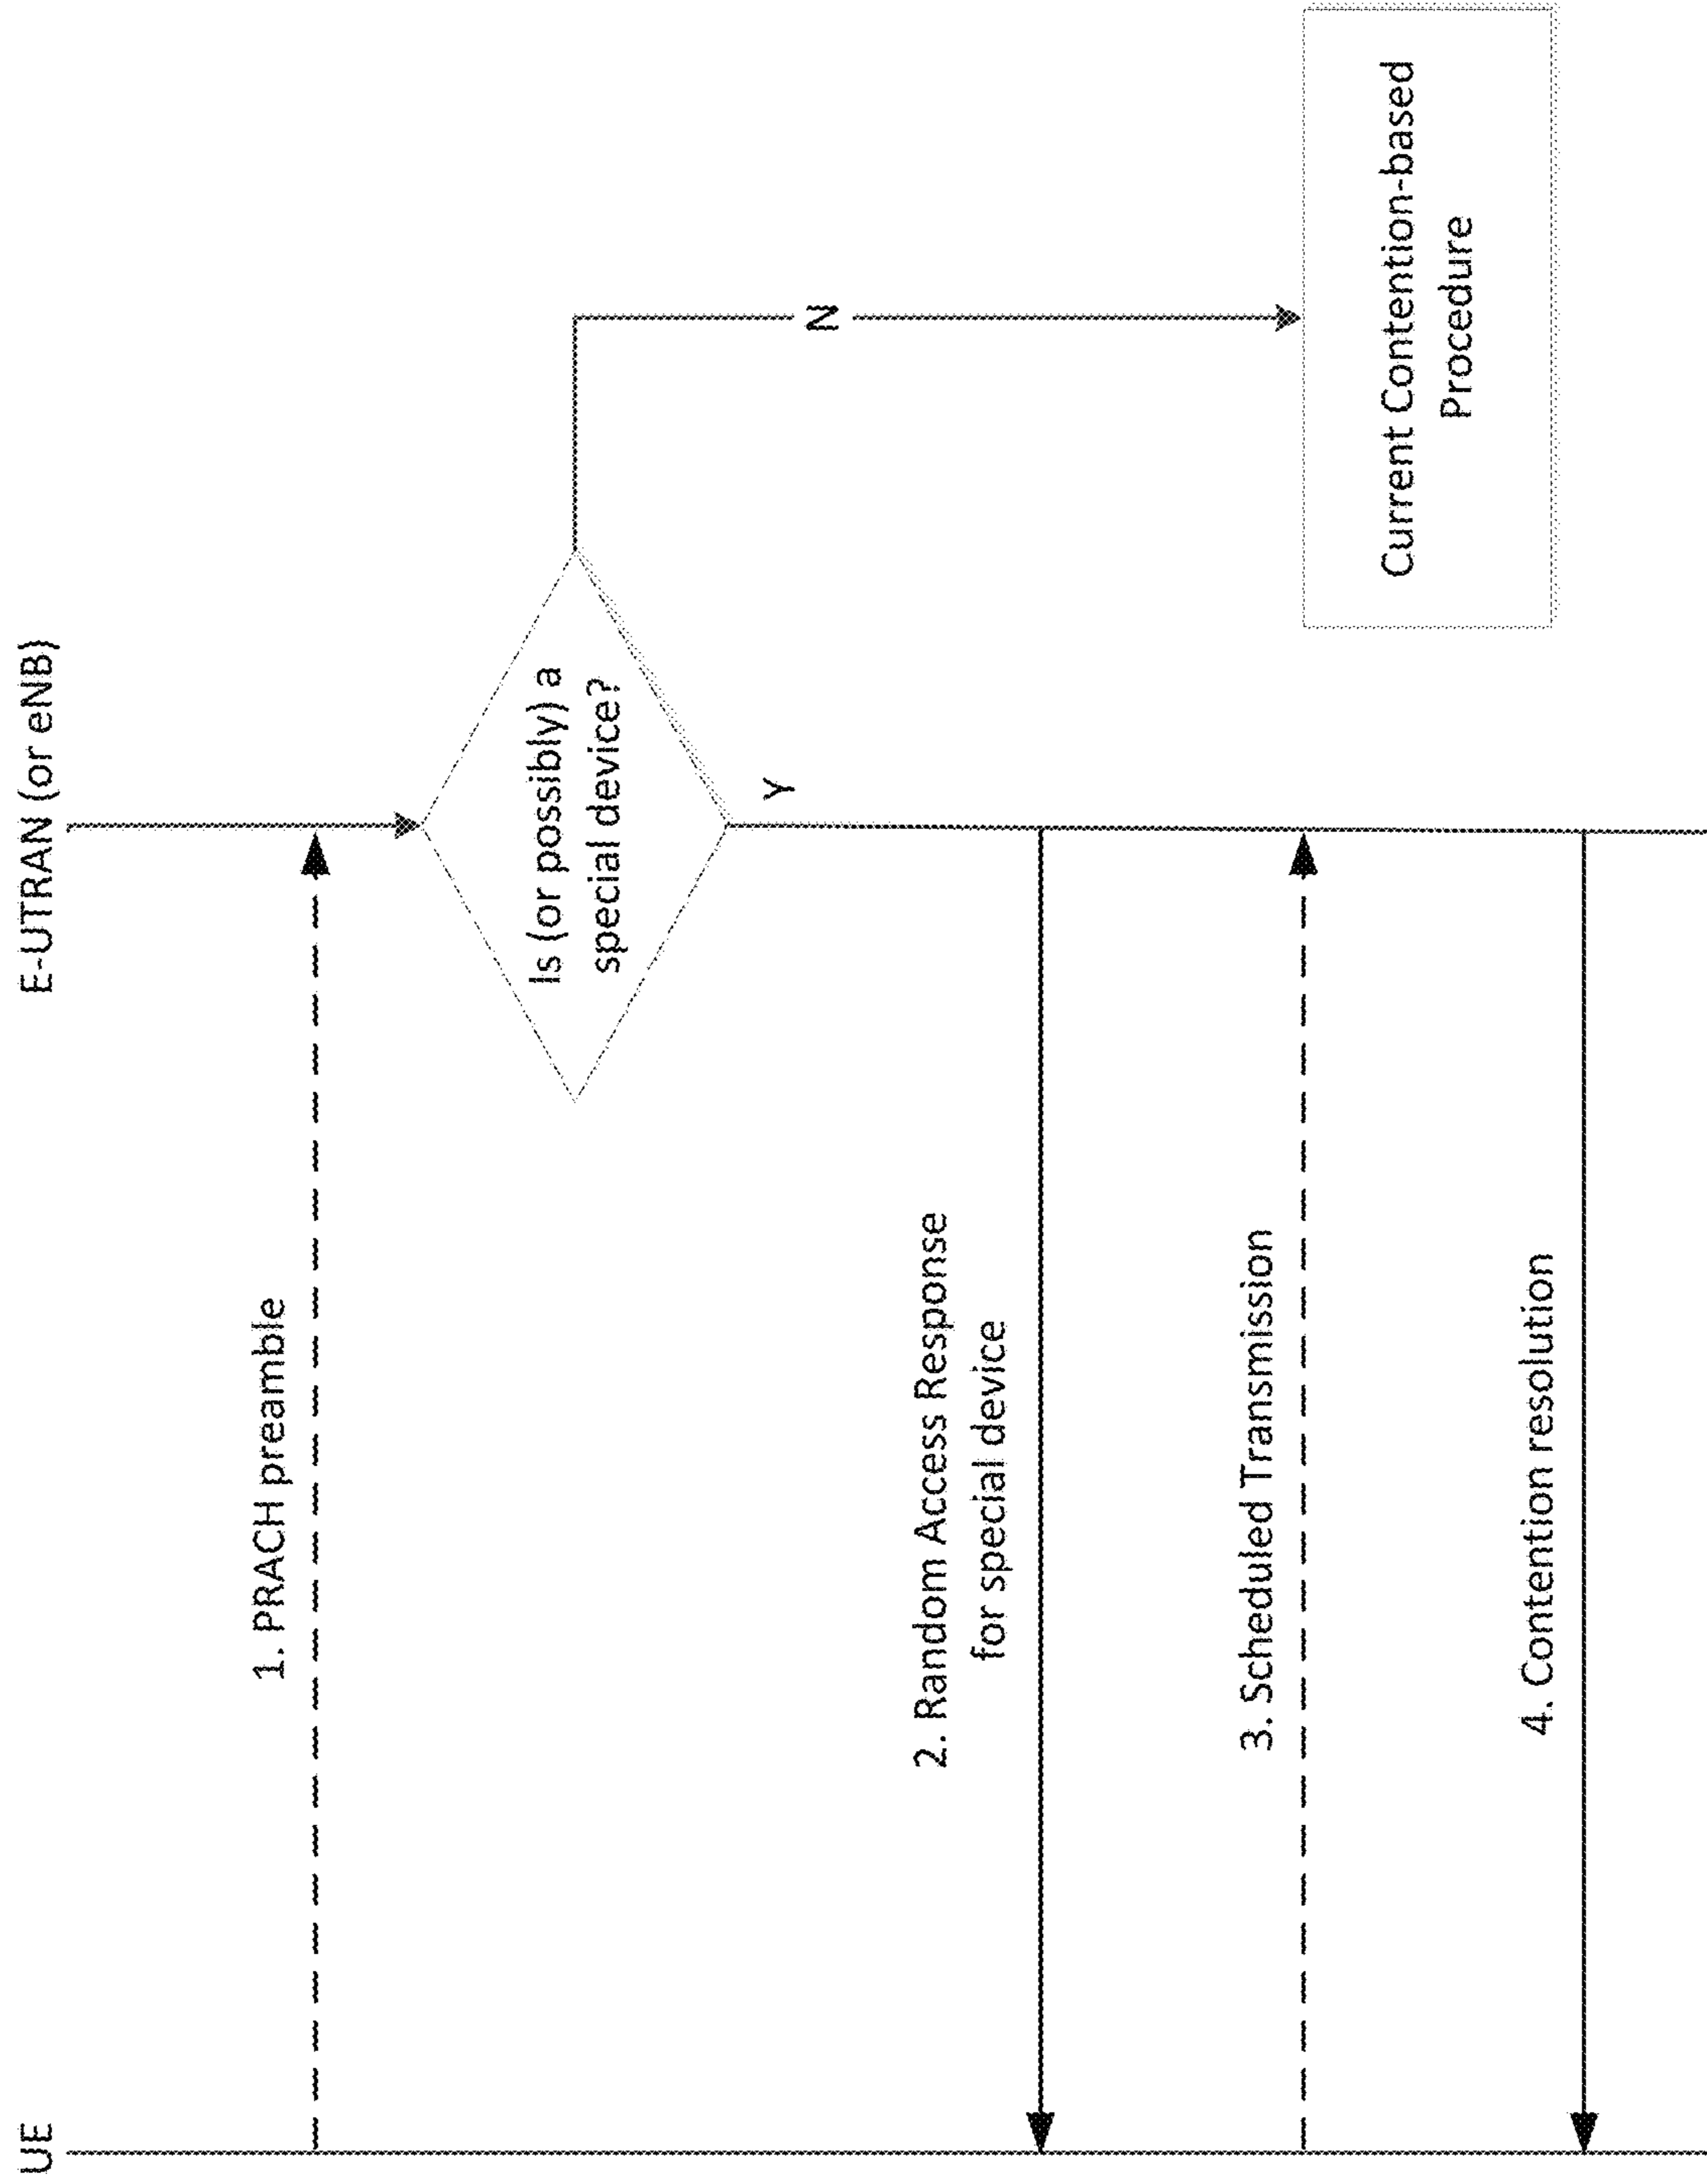 UE
E-UTRAN (or eNB)
1. PRACH preamble
Is (or possibly) a
special device?
Y
N
2. Random Access Response
for special device
3. Scheduled Transmission
Current Contention-based
Procedure
4. Contention resolution